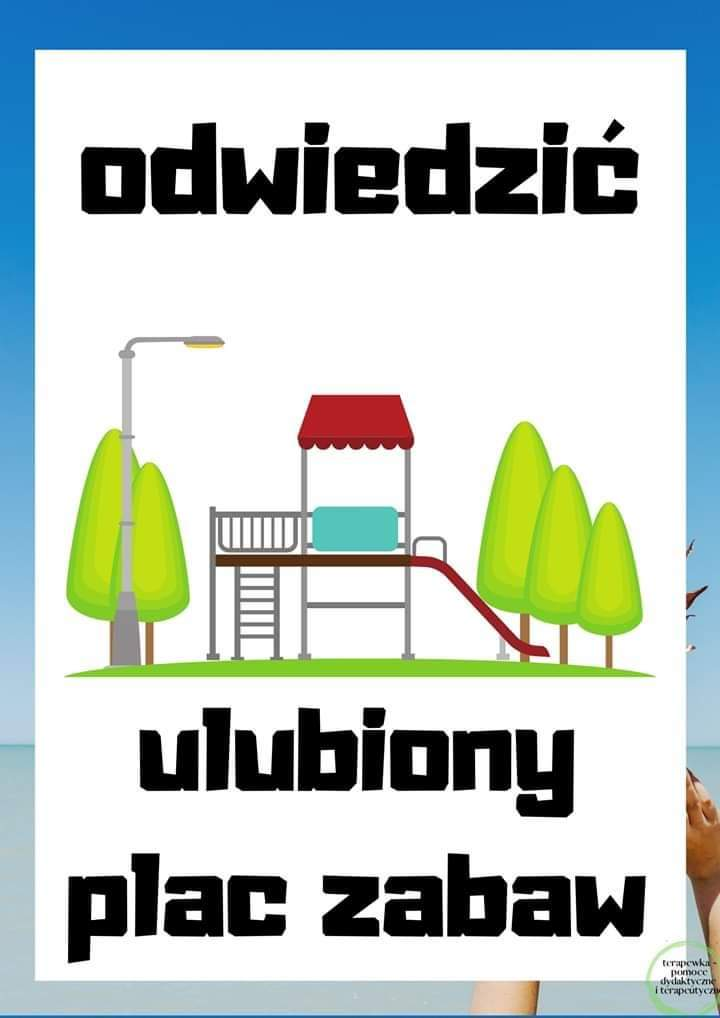 odwiedzić
ulubiony
plac zabaw
terapewka -
pomoce
dydaktyczne
i terapeutyczne